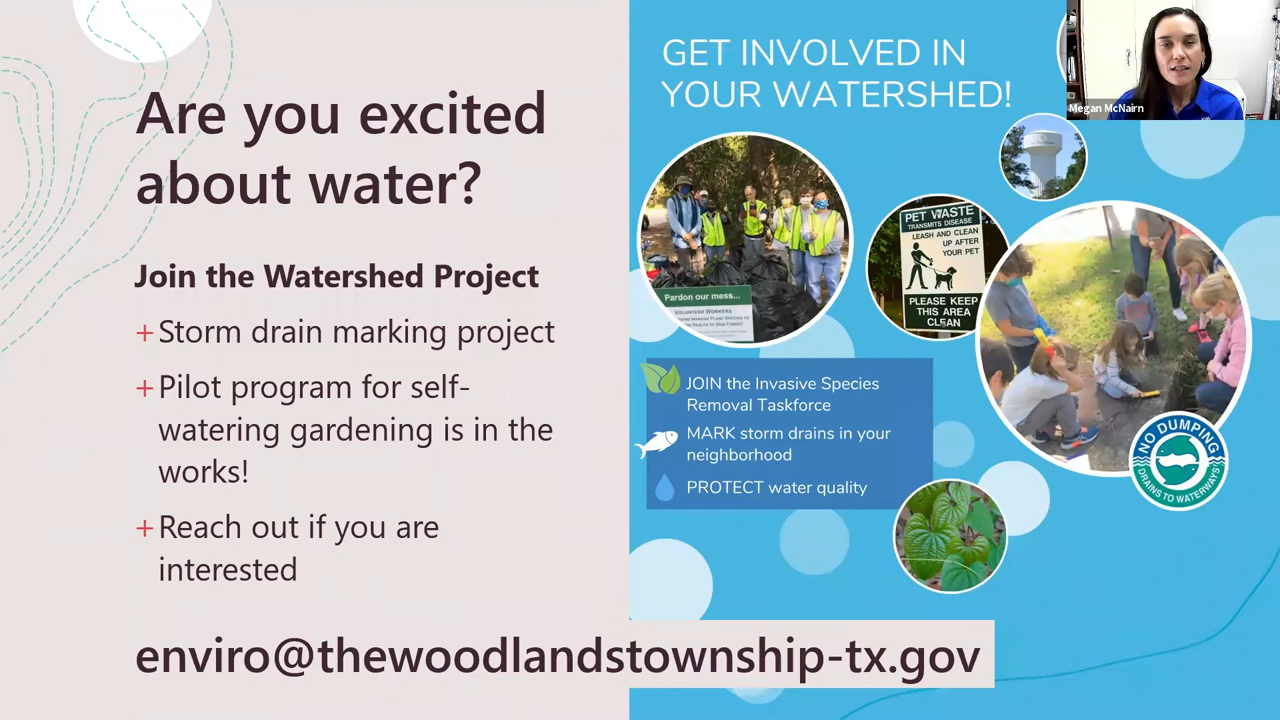 Are you excited
about water?
Join the Watershed Project
+Storm drain marking project
+Pilot program for self-
watering gardening is in the
works!
+Reach out if you are
interested
enviro@thewoodlandstownship-tx.gov
GET INVOLVED IN
YOUR WATERSHED!
Megan McNairn
PET WASTE
TRANSMITS DISEASE
LEASH AND CLEAN
UP AFTER
YOUR PET
PLEASE KEEP
THIS AREA
CLEAN
Pardon our mess...
VOLUNTEER WORKERS
JOIN the Invasive Species
Removal Taskforce
MARK storm drains in your
neighborhood
PROTECT water quality
NO DUMPING
DRAINS TO WATERWAYS